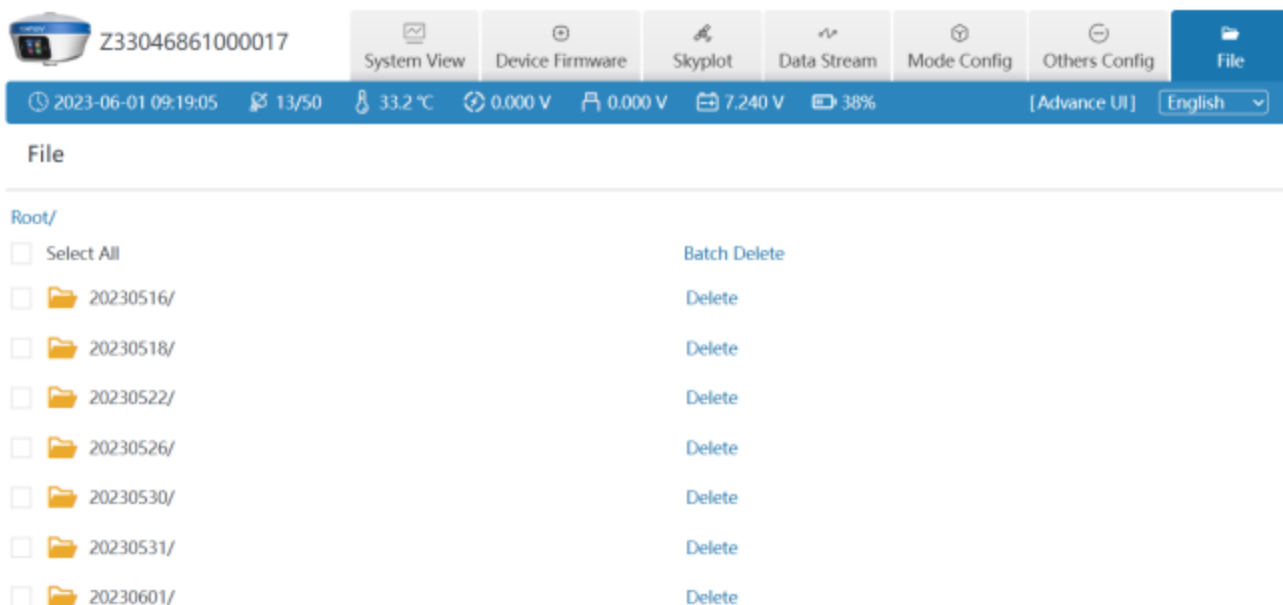 Z33046861000017
System View Device Firmware Skyplot Data Stream Mode Config Others Config File
2023-06-01 09:19:05 13/50 33.2 ℃ 0.000 V 0.000 V 7.240 V 38% [Advance UI] English
File
Root/
Select All Batch Delete
20230516/ Delete
20230518/ Delete
20230522/ Delete
20230526/ Delete
20230530/ Delete
20230531/ Delete
20230601/ Delete